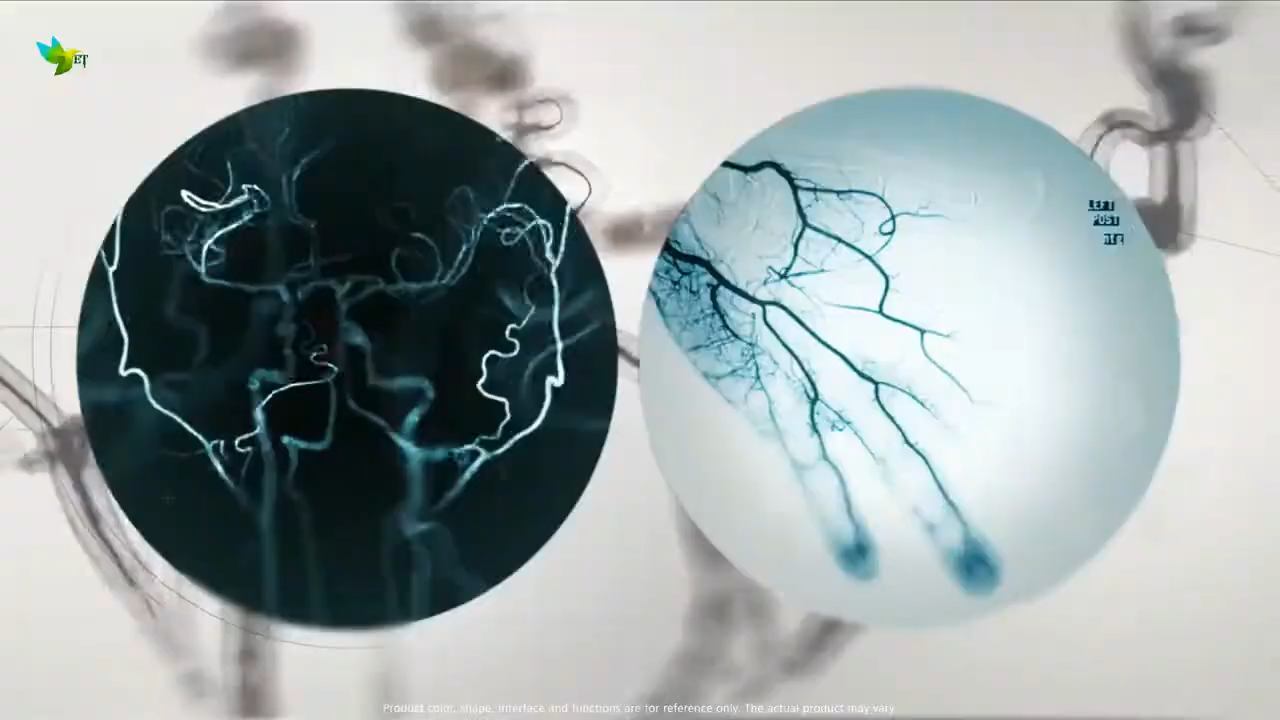 ET
LEFT
POST
Product color, shape, interface and functions are for reference only. The actual product may vary